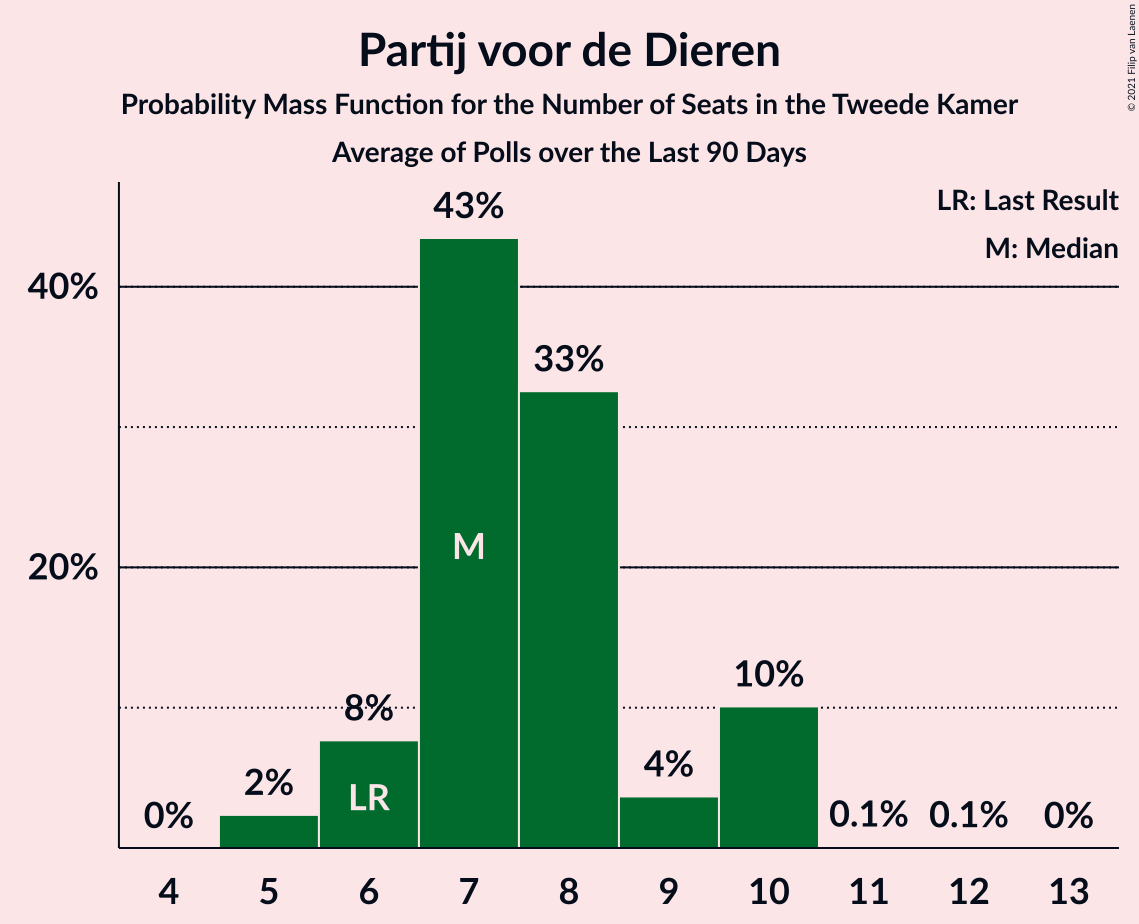 Partij voor de Dieren
Probability Mass Function for the Number of Seats in the Tweede Kamer
Average of Polls over the Last 90 Days
© 2021 Filip van Laenen
LR: Last Result
M: Median
43%
40%
33%
M
20%
10%
8%
4%
2%
LR
0%
0.1%
0.1%
0%
4 5 6 7 8 9 10 11 12 13